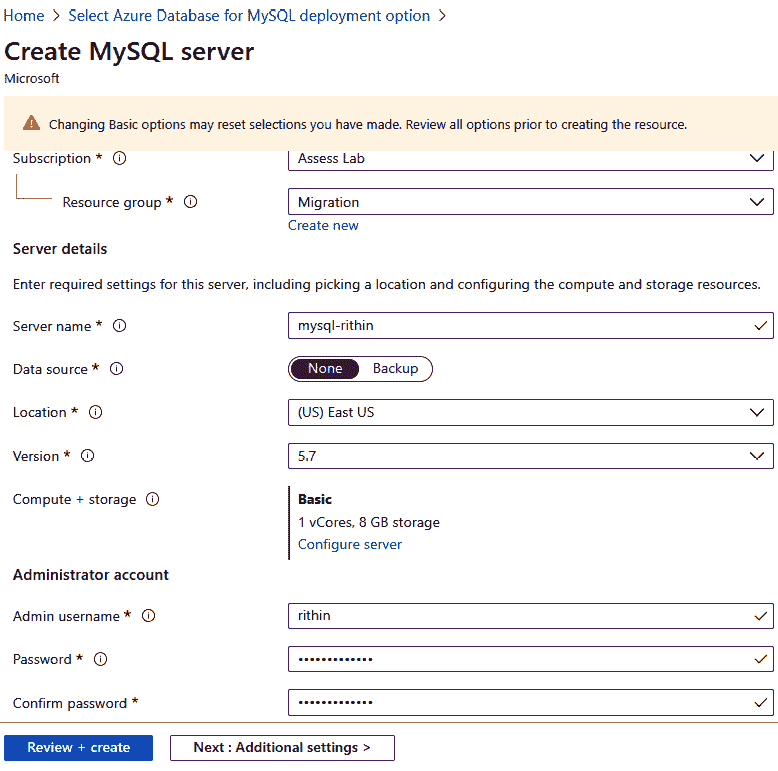 Home > Select Azure Database for MySQL deployment option >
Create MySQL server
Microsoft
Changing Basic options may reset selections you have made. Review all options prior to creating the resource.
Subscription * Assess Lab
Resource group * Migration
Create new
Server details
Enter required settings for this server, including picking a location and configuring the compute and storage resources.
Server name * mysql-rithin
Data source * None Backup
Location * (US) East US
Version * 5.7
Compute + storage Basic
1 vCores, 8 GB storage
Configure server
Administrator account
Admin username * rithin
Password * •••••••••••••
Confirm password * •••••••••••••
Review + create Next : Additional settings >